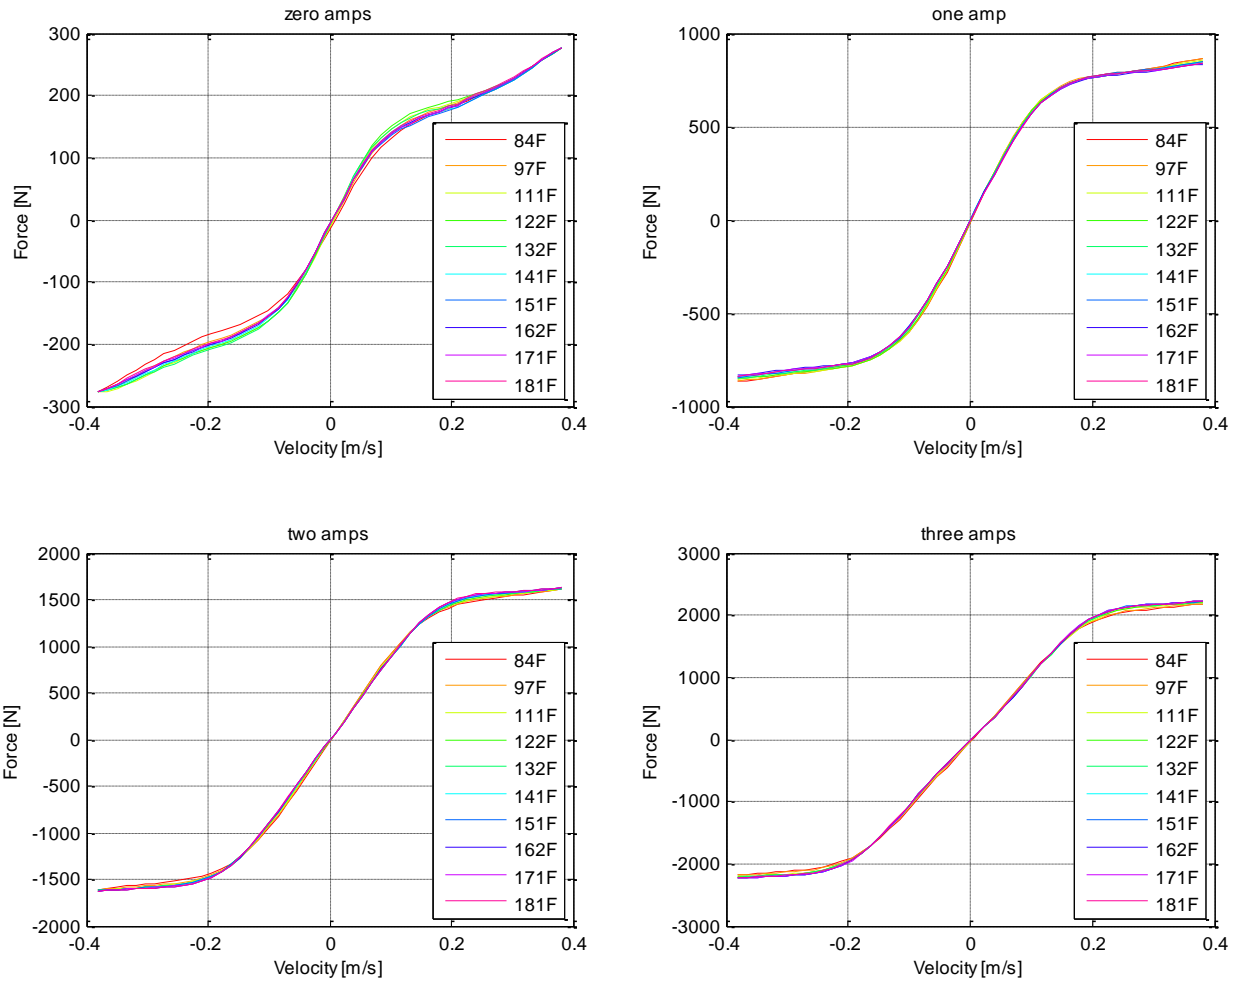 zero amps
300
200
100
0
-100
-200
-300
-0.4
-0.2
0
0.2
0.4
Force [N]
Velocity [m/s]
84F
97F
111F
122F
132F
141F
151F
162F
171F
181F
one amp
1000
500
0
-500
-1000
-0.4
-0.2
0
0.2
0.4
Force [N]
Velocity [m/s]
84F
97F
111F
122F
132F
141F
151F
162F
171F
181F
two amps
2000
1500
1000
500
0
-500
-1000
-1500
-2000
-0.4
-0.2
0
0.2
0.4
Force [N]
Velocity [m/s]
84F
97F
111F
122F
132F
141F
151F
162F
171F
181F
three amps
3000
2000
1000
0
-1000
-2000
-3000
-0.4
-0.2
0
0.2
0.4
Force [N]
Velocity [m/s]
84F
97F
111F
122F
132F
141F
151F
162F
171F
181F